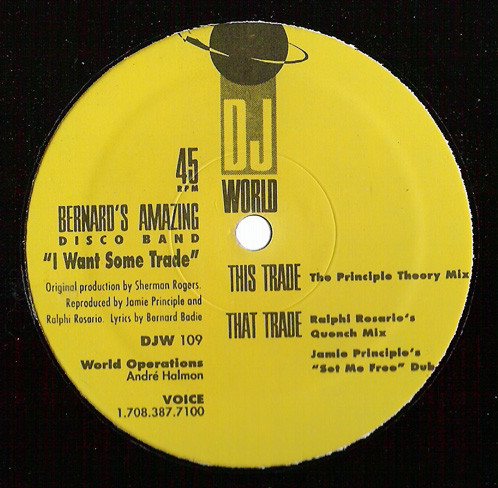 DJ
WORLD
45
RPM
BERNARD'S AMAZING
DISCO BAND
"I Want Some Trade"
Original production by Sherman Rogers.
Reproduced by Jamie Principle and
Ralphi Rosario. Lyrics by Bernard Badie
DJW 109
World Operations
André Halmon
VOICE
1.708.387.7100
THIS TRADE The Principle Theory Mix
THAT TRADE Ralphi Rosario's
Quench Mix
Jamie Principle's
"Set Me Free" Dub